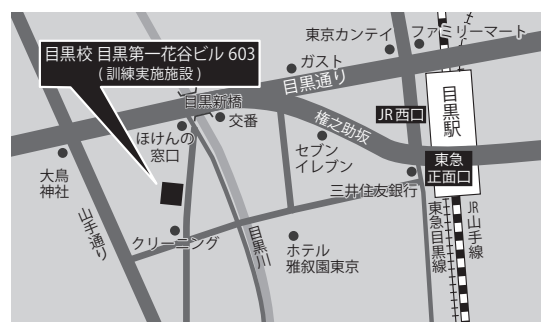 東京カンテイ
ファミリーマート
目黒校 目黒第一花谷ビル 603
(訓練実施施設)
ガスト
目黒通り
目黒駅
目黒新橋
交番
権之助坂
JR西口
ほけんの
窓口
セブン
イレブン
東急
正面口
大鳥
神社
三井住友銀行
山手通り
クリーニング
目黒川
ホテル
雅叙園東京
東急目黒線
JR山手線